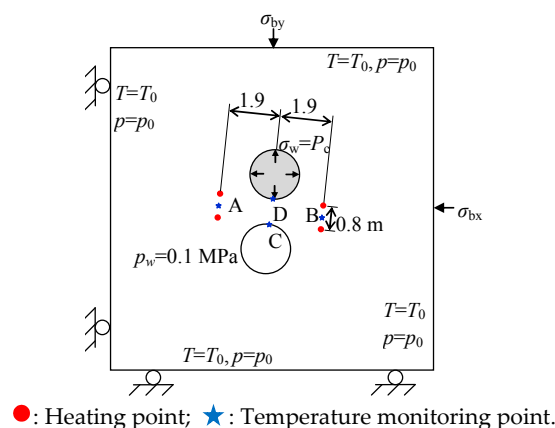 σby
T=T0, p=p0
T=T0
p=p0
1.9
1.9
σw=Pc
A
D
B
0.8 m
σbx
C
pw=0.1 MPa
T=T0
p=p0
T=T0, p=p0
: Heating point; : Temperature monitoring point.